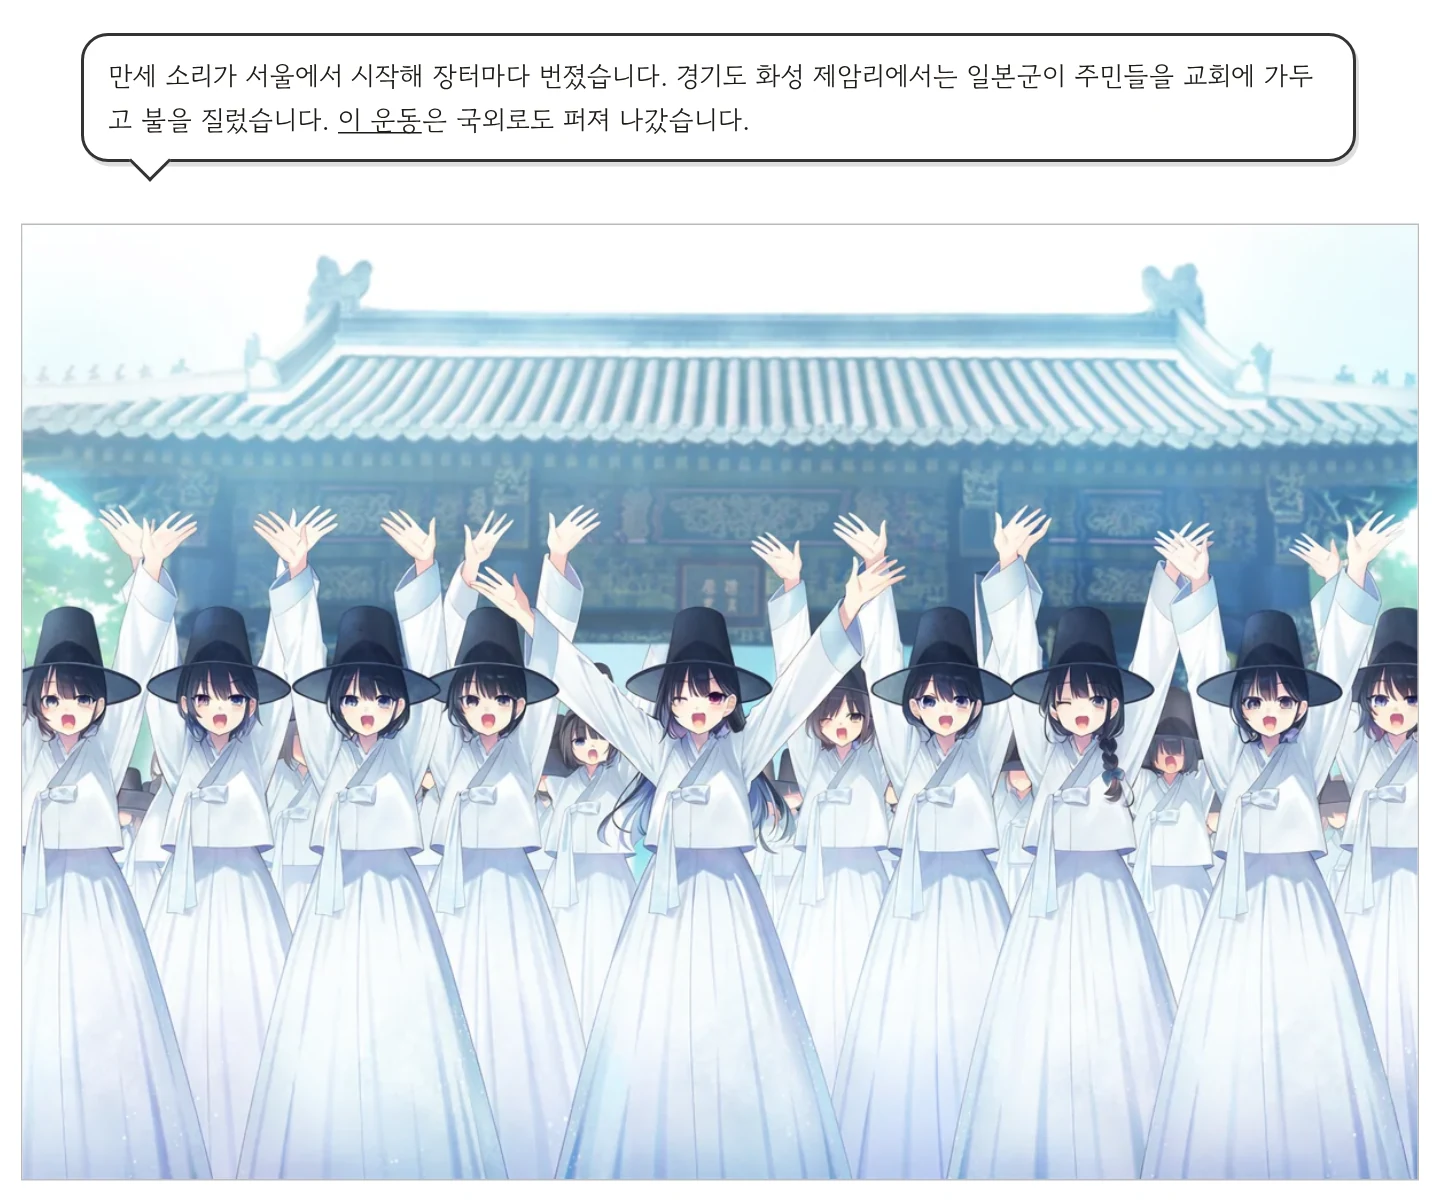 만세 소리가 서울에서 시작해 장터마다 번졌습니다. 경기도 화성 제암리에서는 일본군이 주민들을 교회에 가두
고 불을 질렀습니다. 이 운동은 국외로도 퍼져 나갔습니다.